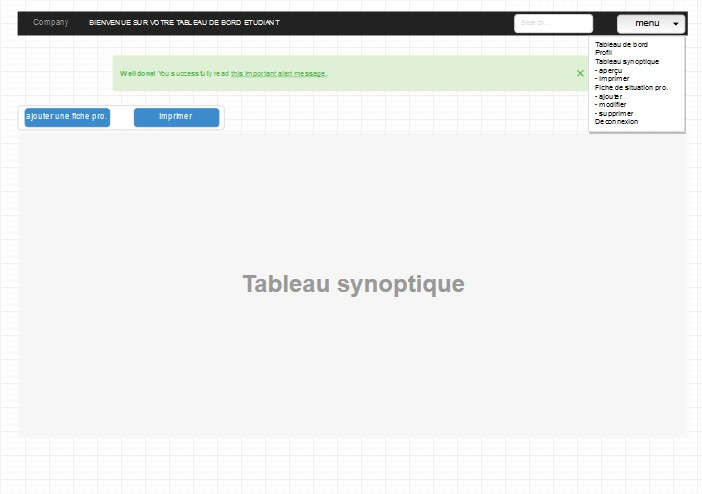 Company BIENVENUE SUR VOTRE TABLEAU DE BORD ETUDIANT Search... menu
Tableau de bord
Profil
Tableau synoptique
- aperçu
- imprimer
Fiche de situation pro.
- ajouter
- modifier
- supprimer
Deconnexion
Well done! You successfully read this important alert message. ×
ajouter une fiche pro. Imprimer
Tableau synoptique